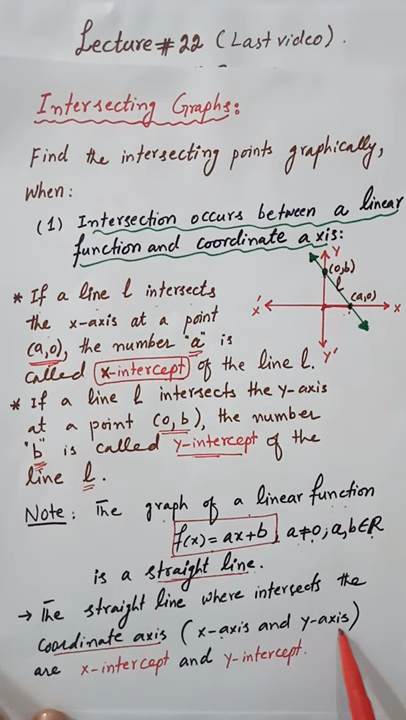 Lecture # 22 (Last video).
Intersecting Graphs:
Find the intersecting points graphically,
when:
(1) Intersection occurs between a linear
function and coordinate axis:
* If a line l intersects
the x-axis at a point
(a,0), the number "a" is
called x-intercept of the line l.
Y
(0,b)
l
(a,0)
X'
X
Y'
* If a line l intersects the y-axis
at a point (0,b), the number
"b" is called y-intercept of the
line l.
Note: The graph of a linear function
f(x) = ax+b, a≠0; a,b∈R
is a straight line.
→ The straight line where intersects the
coordinate axis (x-axis and y-axis)
are x-intercept and y-intercept.